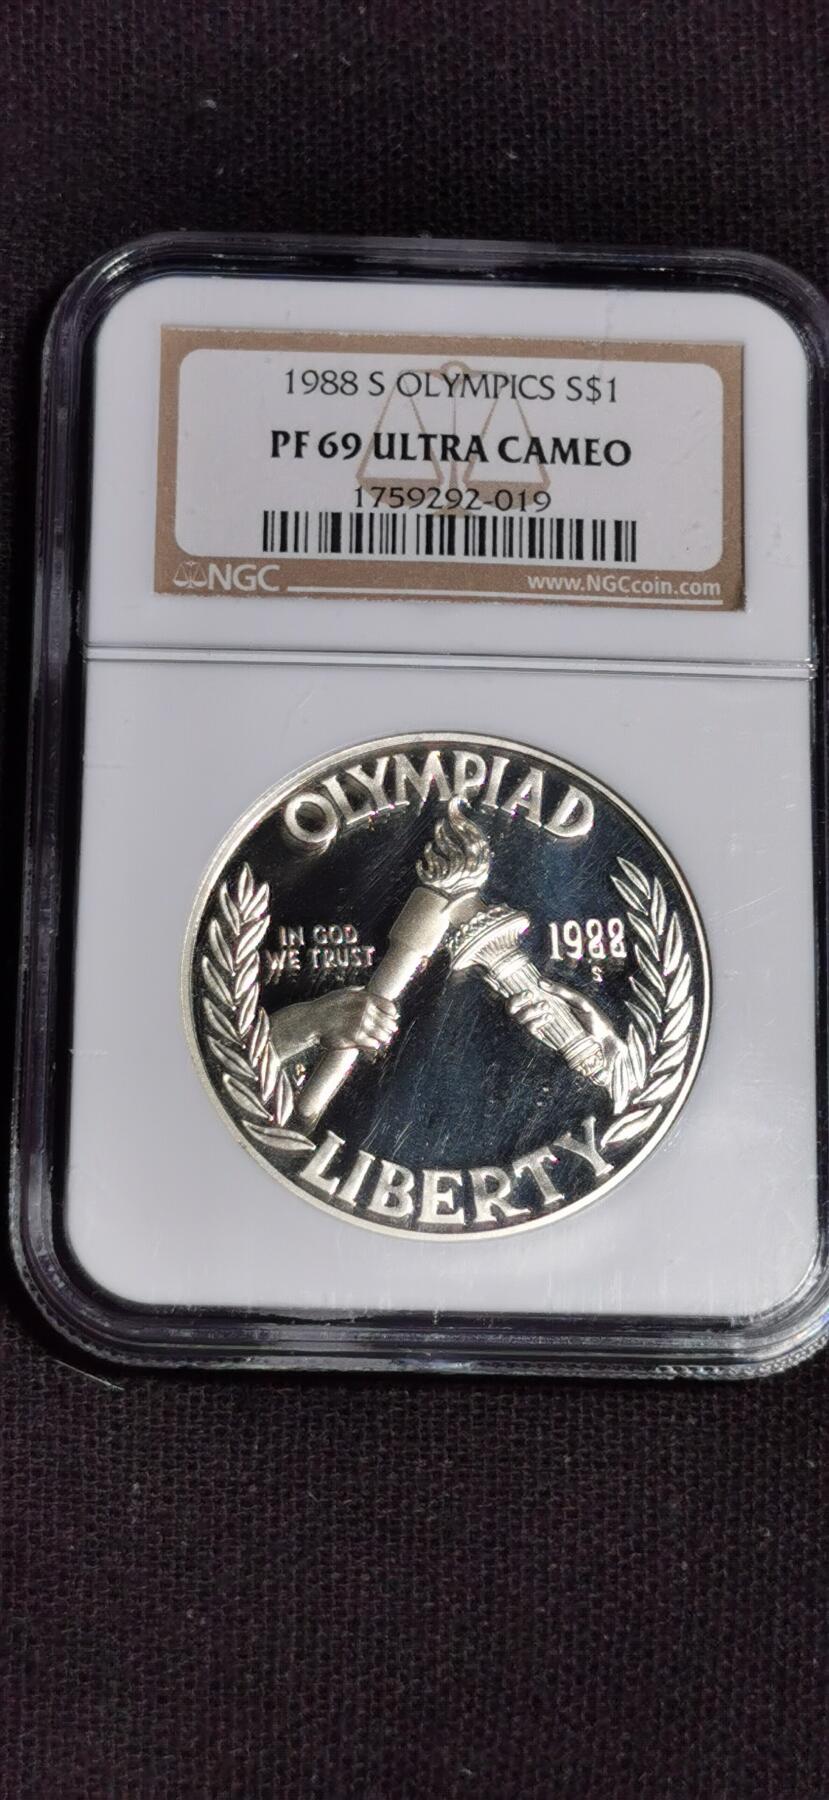 1988 S OLYMPICS S$1
PF 69 ULTRA CAMEO
1759292-019
NGC
www.NGCcoin.com
OLYMPIAD
IN GOD
WE TRUST
1988
S
LIBERTY